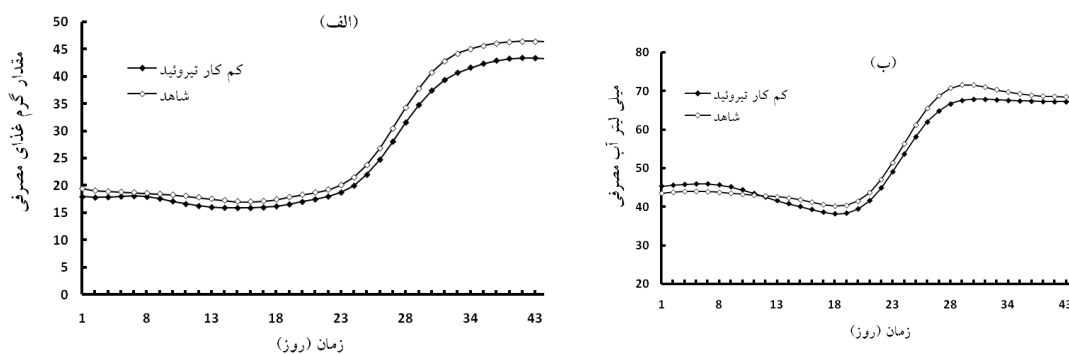 (الف)
مقدار گرم غذای مصرفی
50
45
40
35
30
25
20
15
10
5
0
کم کار تیروئید
شاهد
1 8 13 18 23 28 34 43
زمان (روز)
(ب)
میلی لیتر آب مصرفی
80
70
60
50
40
30
20
کم کار تیروئید
شاهد
1 8 13 18 23 28 34 43
زمان (روز)